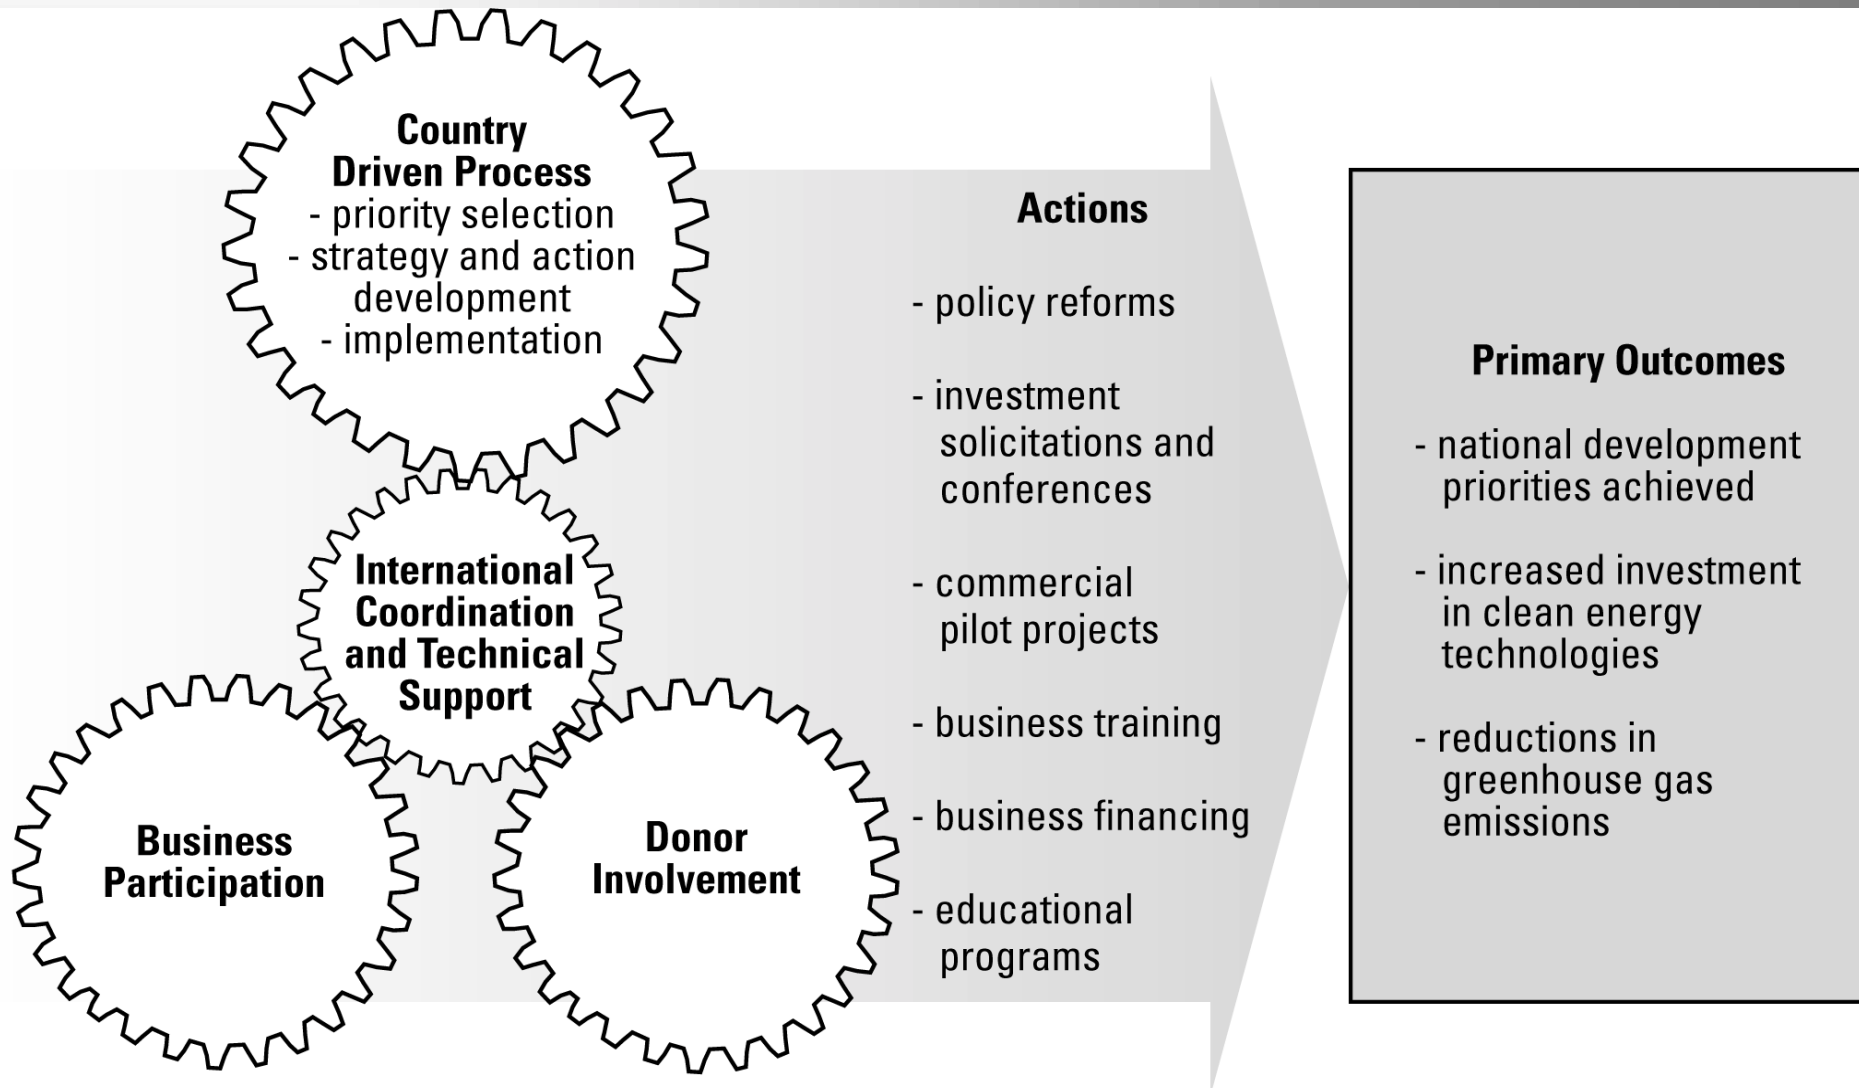 Country
Driven Process
- priority selection
- strategy and action
development
- implementation
International
Coordination
and Technical
Support
Business
Participation
Donor
Involvement
Actions
- policy reforms
- investment
solicitations and
conferences
- commercial
pilot projects
- business training
- business financing
- educational
programs
Primary Outcomes
- national development
priorities achieved
- increased investment
in clean energy
technologies
- reductions in
greenhouse gas
emissions